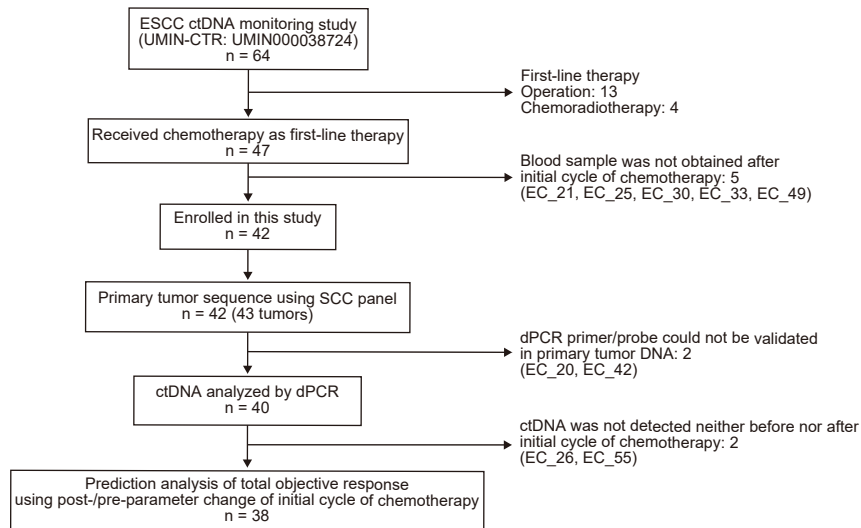 ESCC ctDNA monitoring study
(UMIN-CTR: UMIN000038724)
n = 64
First-line therapy
Operation: 13
Chemoradiotherapy: 4
Received chemotherapy as first-line therapy
n = 47
Blood sample was not obtained after
initial cycle of chemotherapy: 5
(EC_21, EC_25, EC_30, EC_33, EC_49)
Enrolled in this study
n = 42
Primary tumor sequence using SCC panel
n = 42 (43 tumors)
dPCR primer/probe could not be validated
in primary tumor DNA: 2
(EC_20, EC_42)
ctDNA analyzed by dPCR
n = 40
ctDNA was not detected neither before nor after
initial cycle of chemotherapy: 2
(EC_26, EC_55)
Prediction analysis of total objective response
using post-/pre-parameter change of initial cycle of chemotherapy
n = 38